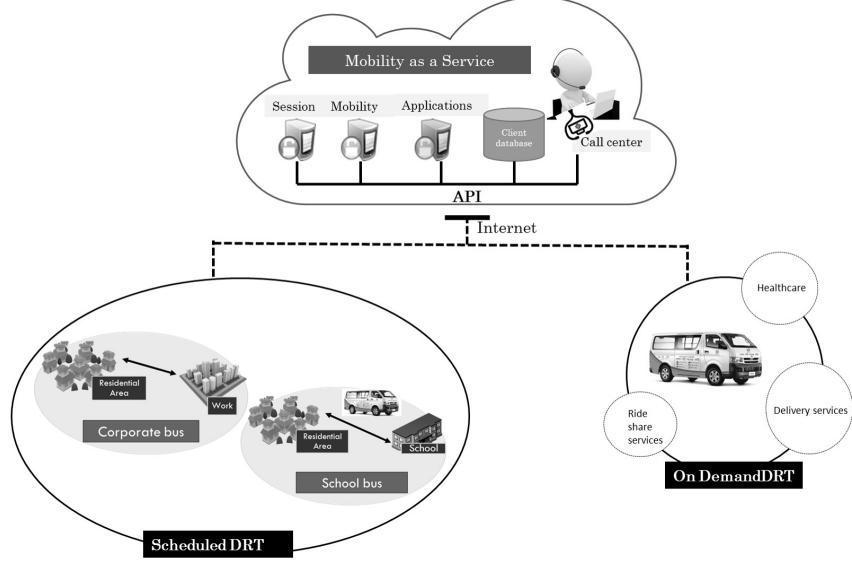 Mobility as a Service
Session
Mobility
Applications
Client
database
Call center
API
Internet
Healthcare
Residential
Area
Work
Corporate bus
Residential
Area
School
School bus
Ride
share
services
Delivery services
On DemandDRT
Scheduled DRT